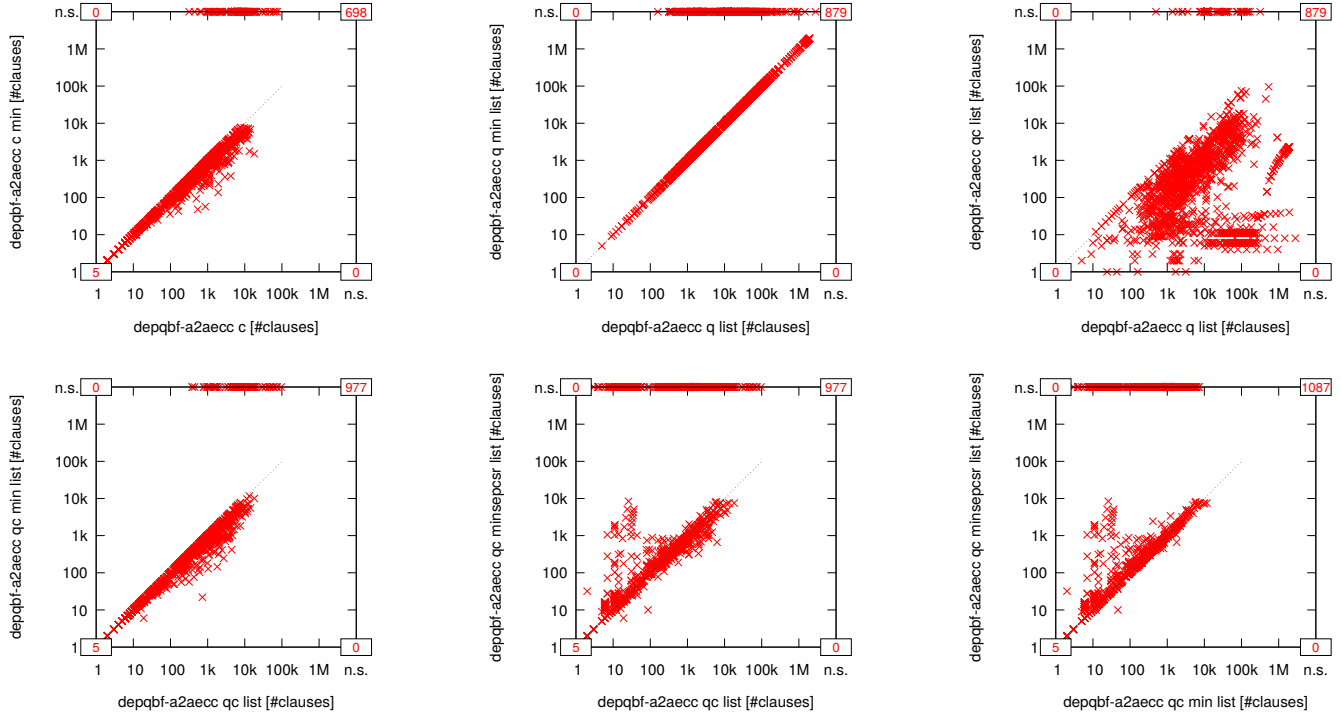 n.s. 0 698
1M
100k
10k
1k
100
10
1
5 0
1 10 100 1k 10k 100k 1M n.s.
depqbf-a2aecc c min [#clauses]
depqbf-a2aecc c [#clauses]
n.s. 0 879
1M
100k
10k
1k
100
10
1
0 0
1 10 100 1k 10k 100k 1M n.s.
depqbf-a2aecc q min list [#clauses]
depqbf-a2aecc q list [#clauses]
n.s. 0 879
1M
100k
10k
1k
100
10
1
0 0
1 10 100 1k 10k 100k 1M n.s.
depqbf-a2aecc qc list [#clauses]
depqbf-a2aecc q list [#clauses]
n.s. 0 977
1M
100k
10k
1k
100
10
1
5 0
1 10 100 1k 10k 100k 1M n.s.
depqbf-a2aecc qc min list [#clauses]
depqbf-a2aecc qc list [#clauses]
n.s. 0 977
1M
100k
10k
1k
100
10
1
5 0
1 10 100 1k 10k 100k 1M n.s.
depqbf-a2aecc qc minsepcsr list [#clauses]
depqbf-a2aecc qc list [#clauses]
n.s. 0 1087
1M
100k
10k
1k
100
10
1
5 0
1 10 100 1k 10k 100k 1M n.s.
depqbf-a2aecc qc minsepcsr list [#clauses]
depqbf-a2aecc qc min list [#clauses]